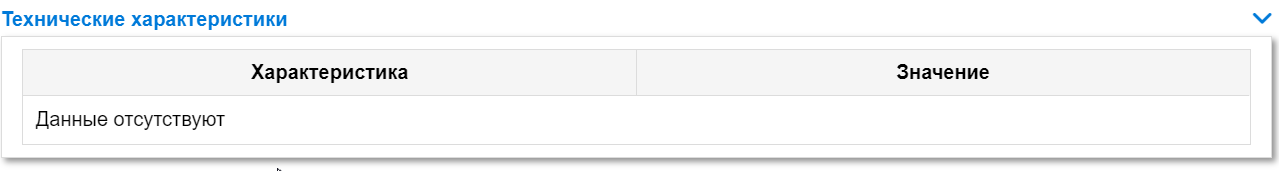 Технические характеристики
Характеристика Значение
Данные отсутствуют